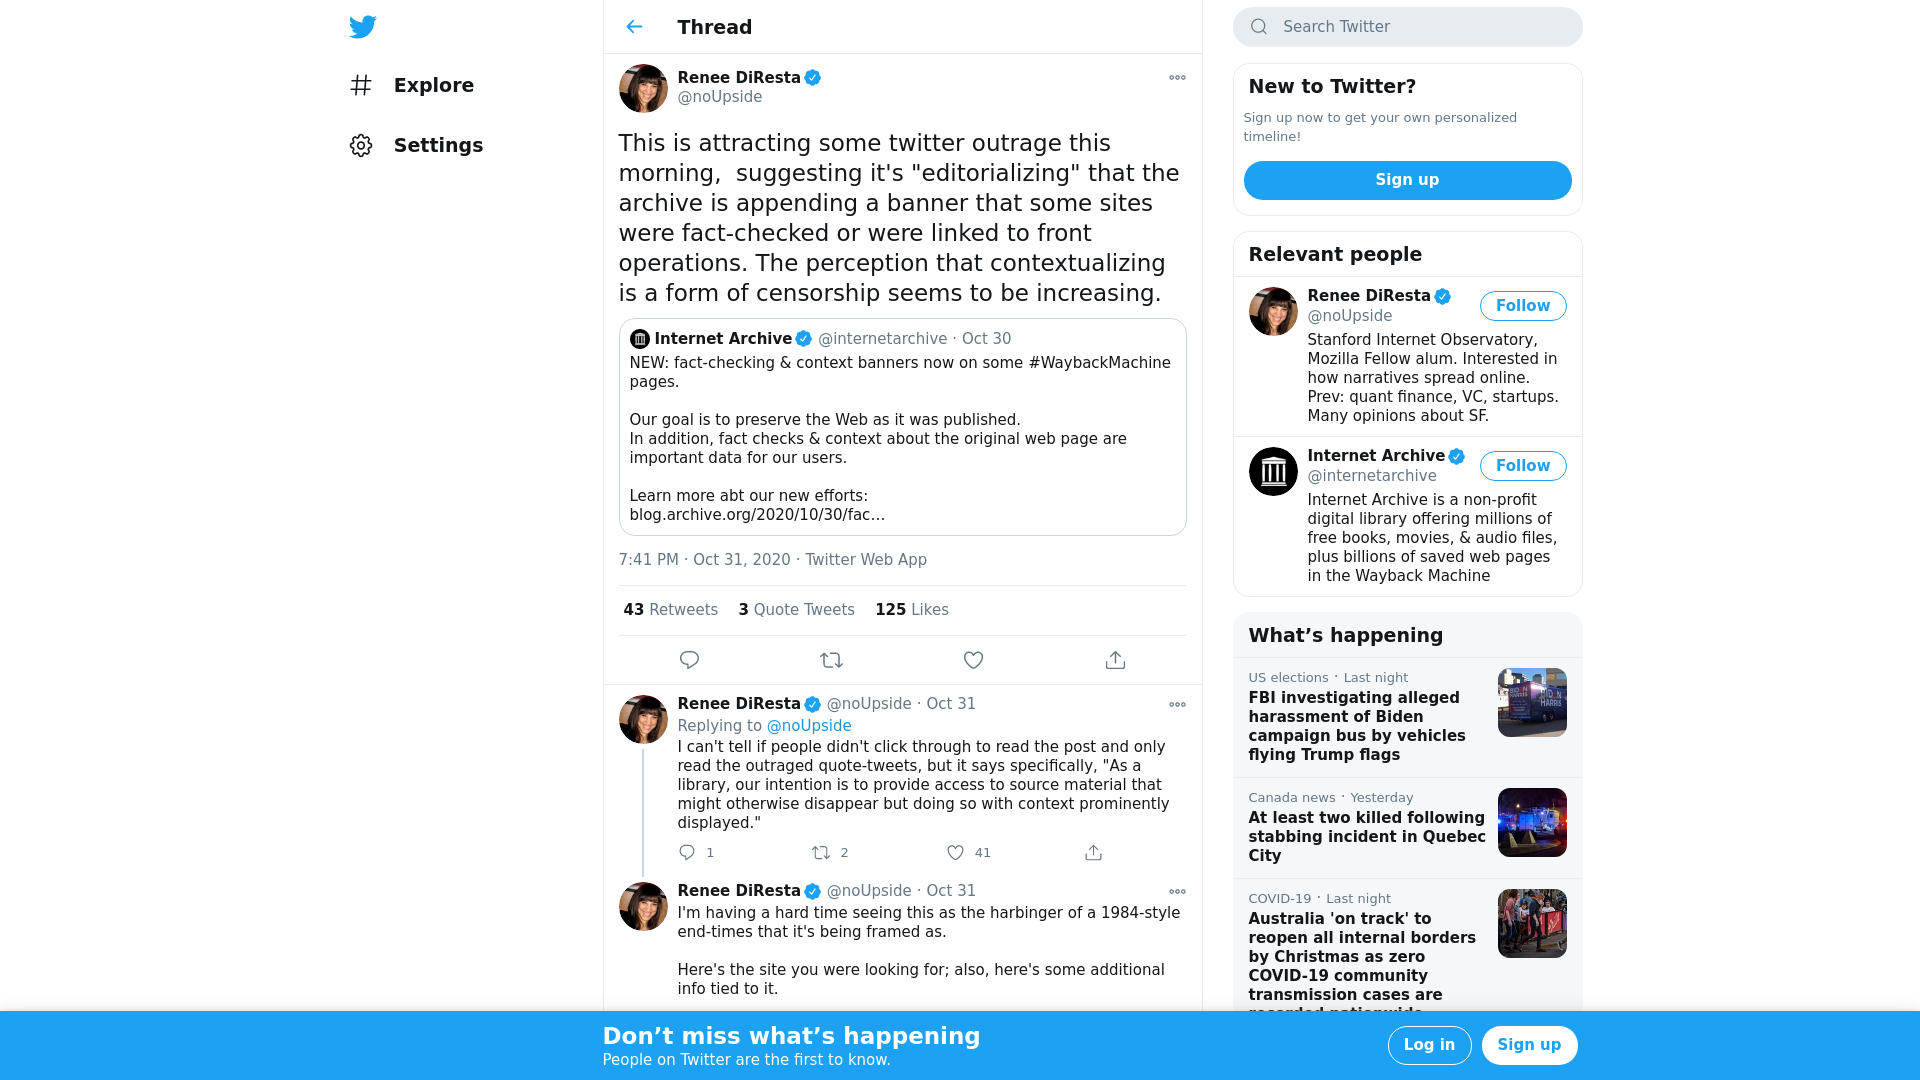 Explore
Settings
Thread
Renee DiResta
@noUpside
This is attracting some twitter outrage this
morning,  suggesting it's "editorializing" that the
archive is appending a banner that some sites
were fact-checked or were linked to front
operations. The perception that contextualizing
is a form of censorship seems to be increasing.
Internet Archive @internetarchive · Oct 30
NEW: fact-checking & context banners now on some #WaybackMachine
pages.
Our goal is to preserve the Web as it was published.
In addition, fact checks & context about the original web page are
important data for our users.
Learn more abt our new efforts:
blog.archive.org/2020/10/30/fac…
7:41 PM · Oct 31, 2020 · Twitter Web App
43 Retweets 3 Quote Tweets 125 Likes
Renee DiResta @noUpside · Oct 31
Replying to @noUpside
I can't tell if people didn't click through to read the post and only
read the outraged quote-tweets, but it says specifically, "As a
library, our intention is to provide access to source material that
might otherwise disappear but doing so with context prominently
displayed."
1 2 41
Renee DiResta @noUpside · Oct 31
I'm having a hard time seeing this as the harbinger of a 1984-style
end-times that it's being framed as.
Here's the site you were looking for; also, here's some additional
info tied to it.
Search Twitter
New to Twitter?
Sign up now to get your own personalized
timeline!
Sign up
Relevant people
Renee DiResta
@noUpside
Follow
Stanford Internet Observatory,
Mozilla Fellow alum. Interested in
how narratives spread online.
Prev: quant finance, VC, startups.
Many opinions about SF.
Internet Archive
@internetarchive
Follow
Internet Archive is a non-profit
digital library offering millions of
free books, movies, & audio files,
plus billions of saved web pages
in the Wayback Machine
What's happening
US elections · Last night
FBI investigating alleged
harassment of Biden
campaign bus by vehicles
flying Trump flags
Canada news · Yesterday
At least two killed following
stabbing incident in Quebec
City
COVID-19 · Last night
Australia 'on track' to
reopen all internal borders
by Christmas as zero
COVID-19 community
transmission cases are
Don't miss what's happening
People on Twitter are the first to know.
Log in
Sign up